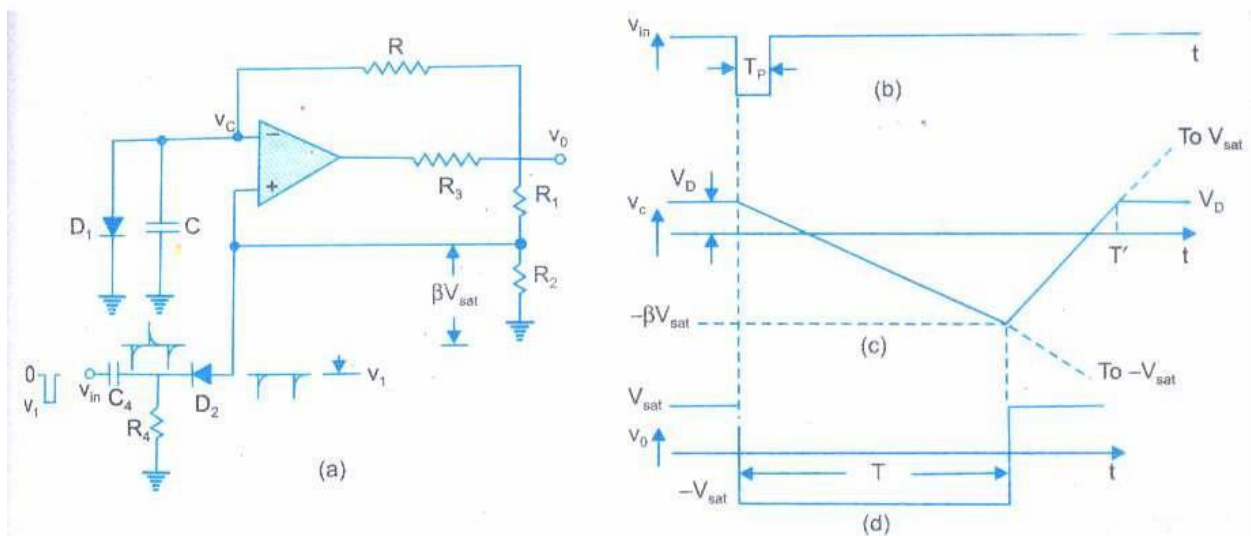 R
v_C
v_0
−
+
R_3
R_1
D_1
C
R_2
βV_sat
0
v_1
v_in
C_4
D_2
v_1
R_4
(a)
v_in
t
T_P
(b)
To V_sat
V_D
v_c
V_D
T′
t
−βV_sat
(c)
To −V_sat
V_sat
v_0
T
t
−V_sat
(d)